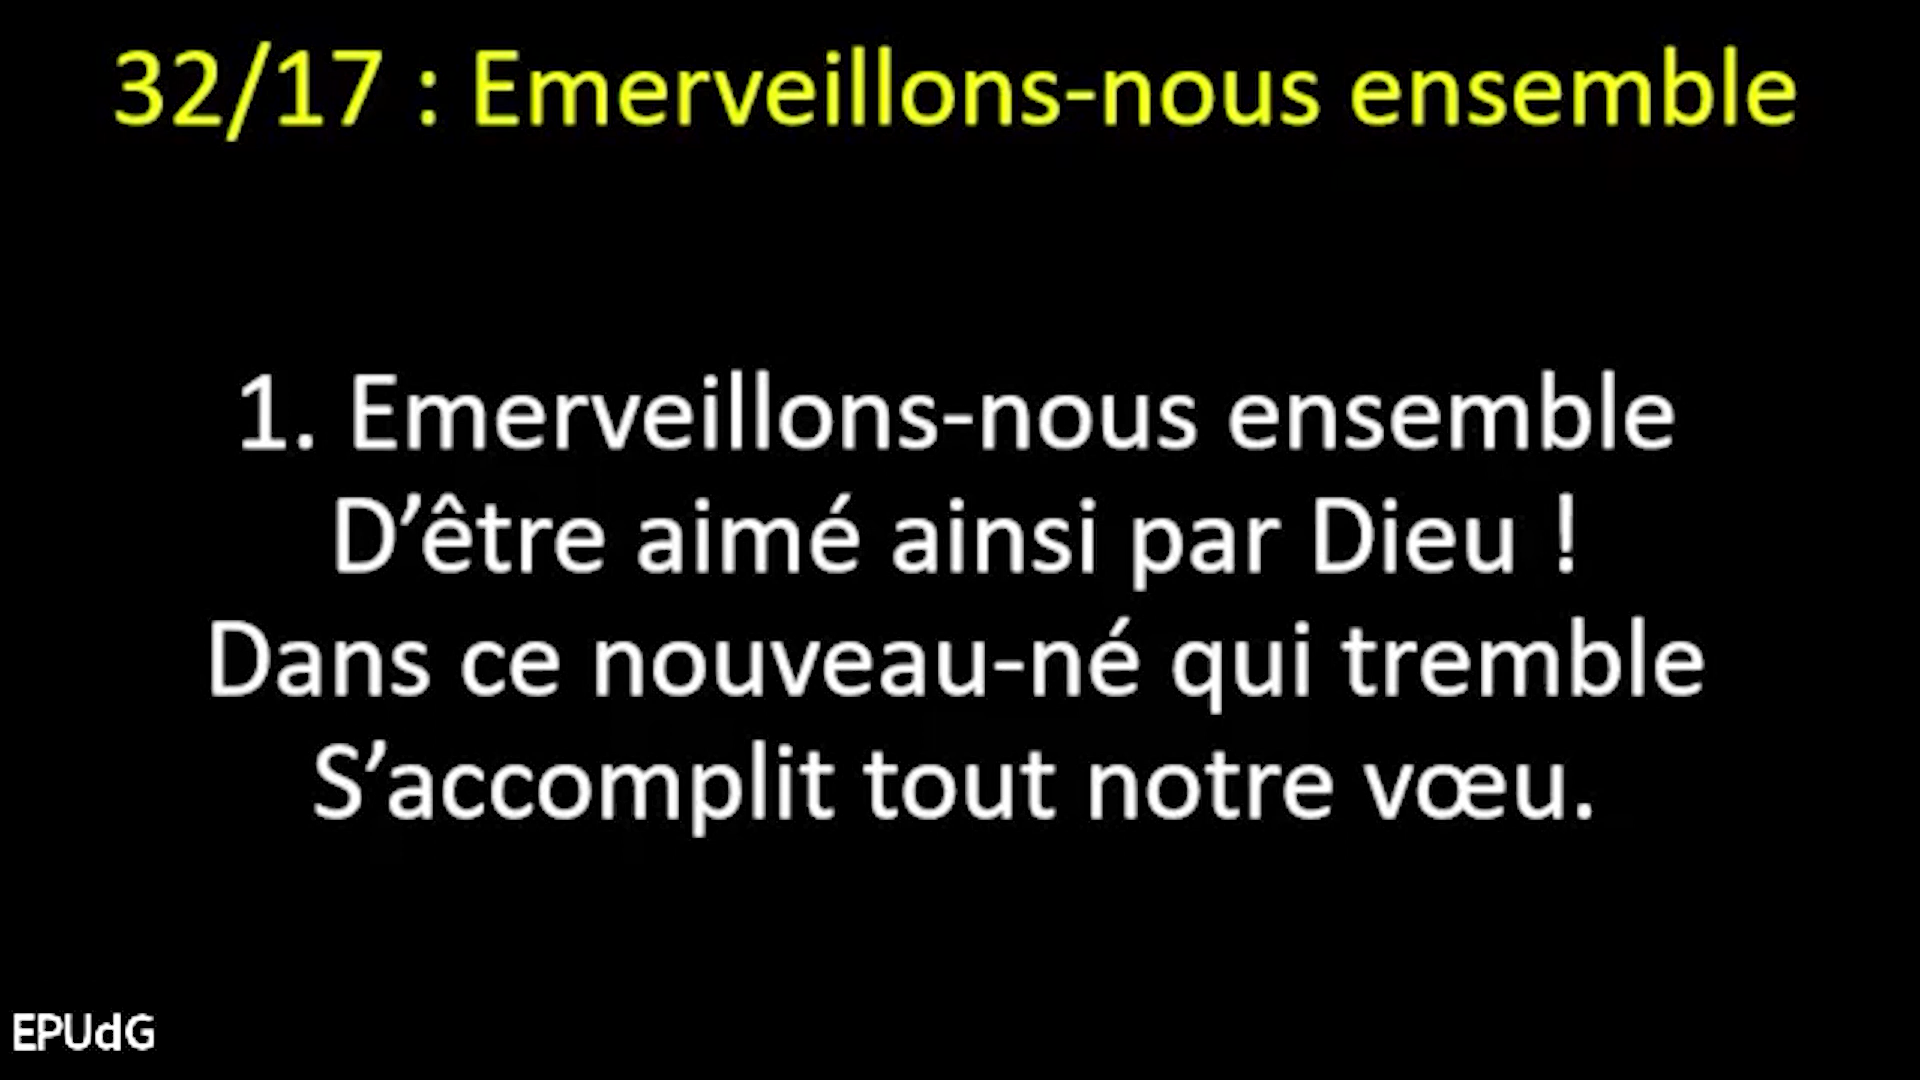 32/17 : Emerveillons-nous ensemble
1. Emerveillons-nous ensemble
D’être aimé ainsi par Dieu !
Dans ce nouveau-né qui tremble
S’accomplit tout notre vœu.
EPUdG